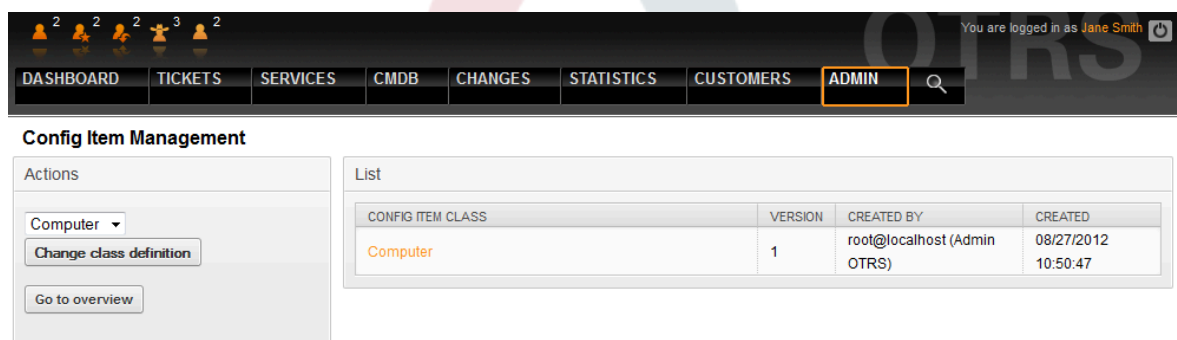 2 2 2 3 2
You are logged in as Jane Smith
OTRS
DASHBOARD TICKETS SERVICES CMDB CHANGES STATISTICS CUSTOMERS ADMIN
Config Item Management
Actions
List
Computer
Change class definition
Go to overview
CONFIG ITEM CLASS VERSION CREATED BY CREATED
Computer 1 root@localhost (Admin 08/27/2012
OTRS) 10:50:47